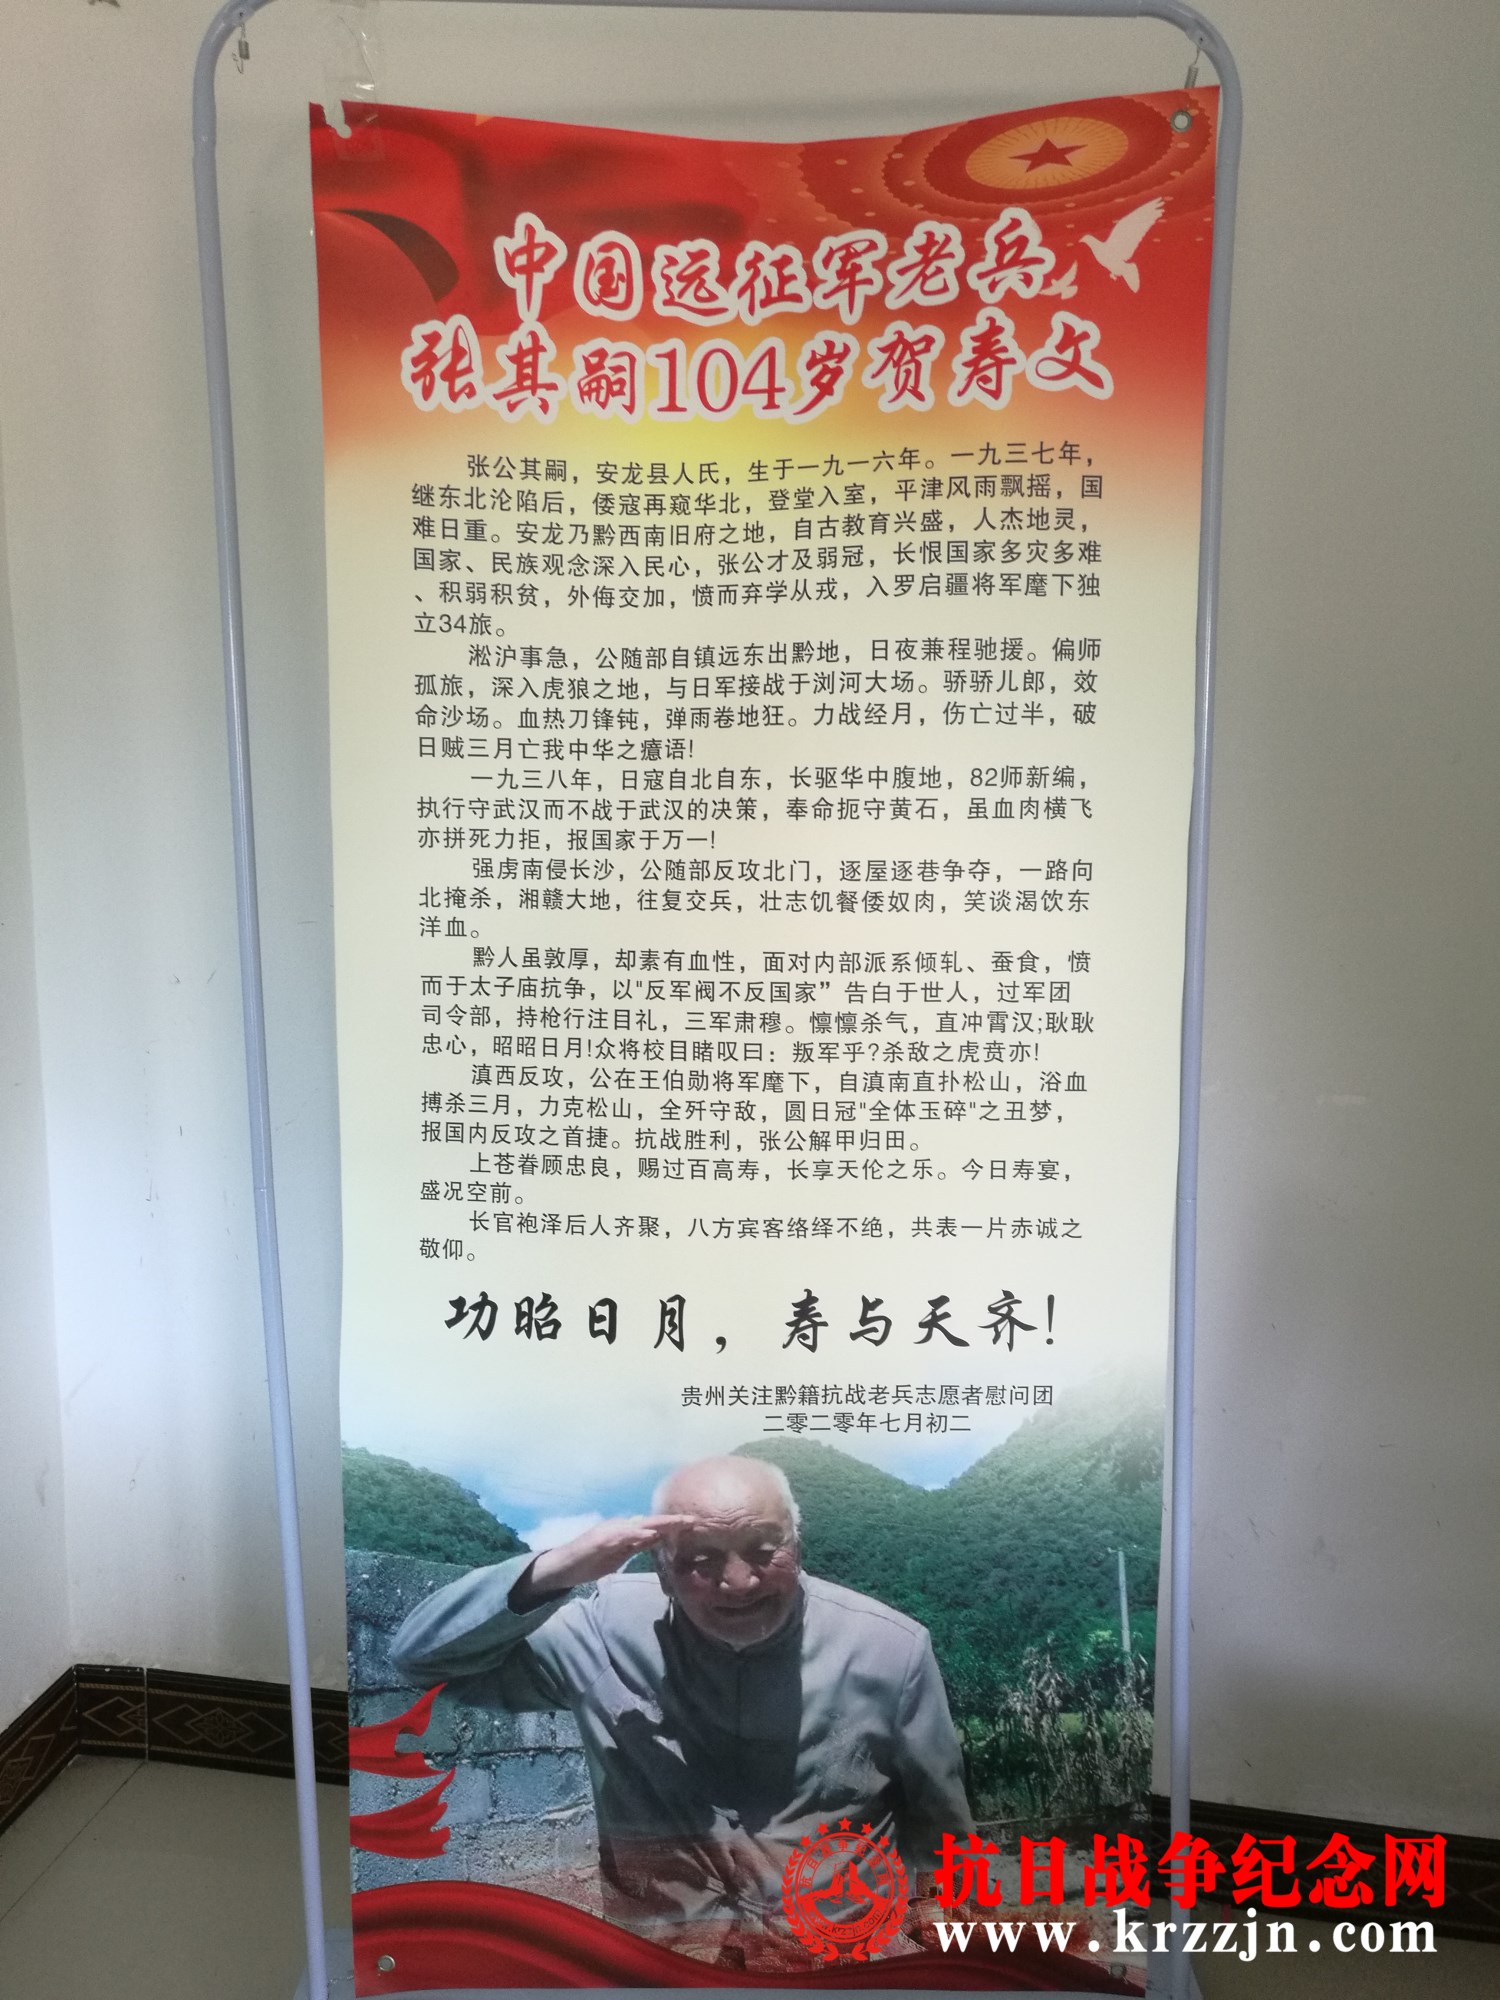 中国远征军老兵
张其嗣104岁贺寿文
张公其嗣，安龙县人氏，生于一九一六年。一九三七年，
继东北沦陷后，倭寇再窥华北，登堂入室，平津风雨飘摇，国
难日重。安龙乃黔西南旧府之地，自古教育兴盛，人杰地灵，
国家、民族观念深入民心，张公才及弱冠，长恨国家多灾多难
、积弱积贫，外侮交加，愤而弃学从戎，入罗启疆将军麾下独
立34旅。
淞沪事急，公随部自镇远东出黔地，日夜兼程驰援。偏师
孤旅，深入虎狼之地，与日军接战于浏河大场。骄骄儿郎，效
命沙场。血热刀锋钝，弹雨卷地狂。力战经月，伤亡过半，破
日贼三月亡我中华之癔语!
一九三八年，日寇自北自东，长驱华中腹地，82师新编，
执行守武汉而不战于武汉的决策，奉命扼守黄石，虽血肉横飞
亦拼死力拒，报国家于万一!
强虏南侵长沙，公随部反攻北门，逐屋逐巷争夺，一路向
北掩杀，湘赣大地，往复交兵，壮志饥餐倭奴肉，笑谈渴饮东
洋血。
黔人虽敦厚，却素有血性，面对内部派系倾轧、蚕食，愤
而于太子庙抗争，以"反军阀不反国家”告白于世人，过军团
司令部，持枪行注目礼，三军肃穆。懔懔杀气，直冲霄汉;耿耿
忠心，昭昭日月!众将校目睹叹曰：叛军乎?杀敌之虎贲亦!
滇西反攻，公在王伯勋将军麾下，自滇南直扑松山，浴血
搏杀三月，力克松山，全歼守敌，圆日冠"全体玉碎"之丑梦，
报国内反攻之首捷。抗战胜利，张公解甲归田。
上苍眷顾忠良，赐过百高寿，长享天伦之乐。今日寿宴，
盛况空前。
长官袍泽后人齐聚，八方宾客络绎不绝，共表一片赤诚之
敬仰。
功昭日月，寿与天齐!
贵州关注黔籍抗战老兵志愿者慰问团
二零二零年七月初二
抗日战争纪念网
www.krzzjn.com